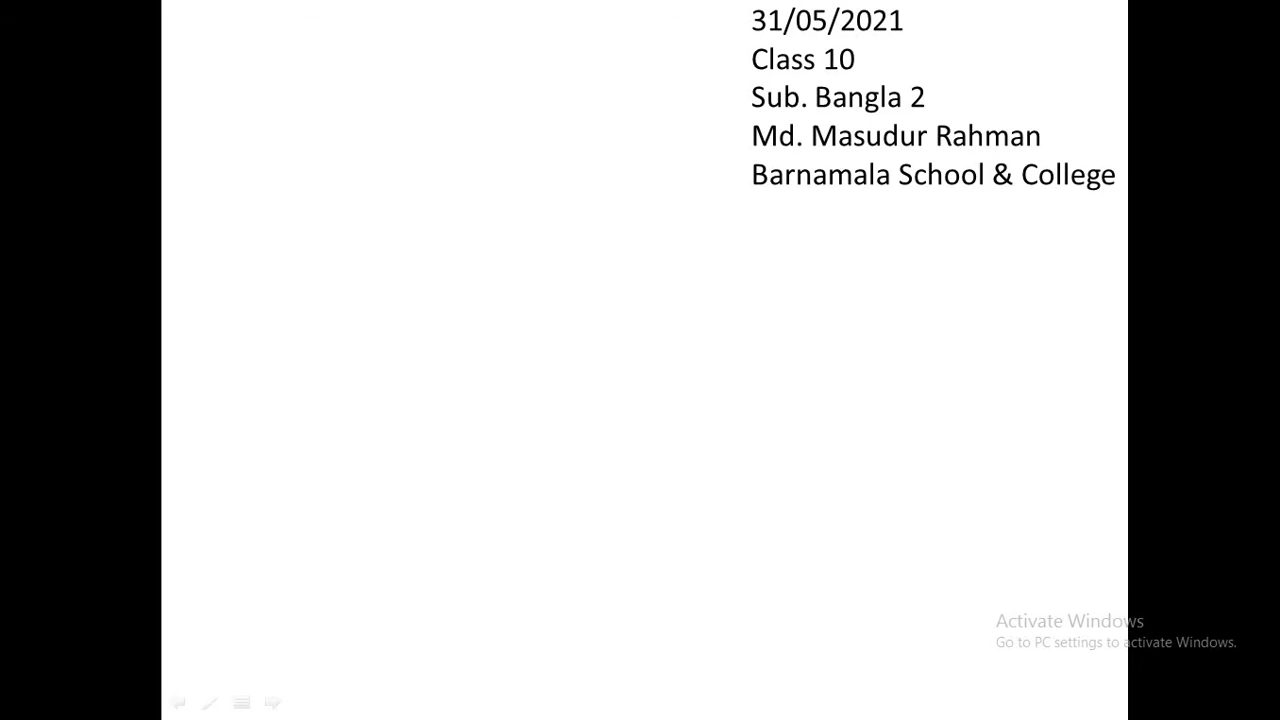 31/05/2021
Class 10
Sub. Bangla 2
Md. Masudur Rahman
Barnamala School & College
Activate Windows
Go to PC settings to activate Windows.